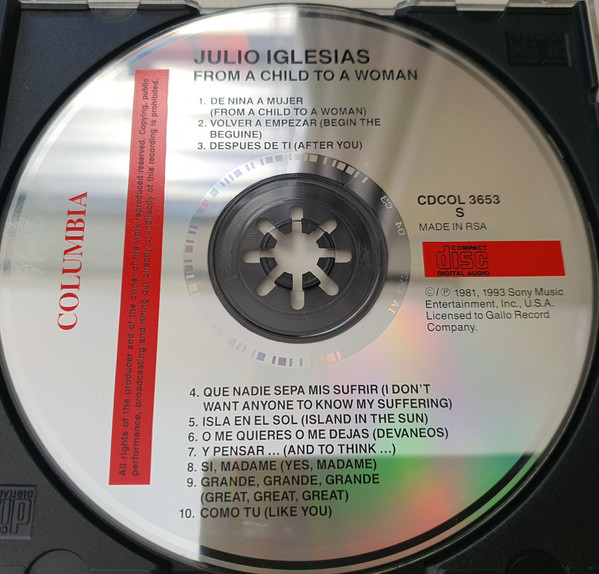 JULIO IGLESIAS
FROM A CHILD TO A WOMAN
1. DE NINA A MUJER
(FROM A CHILD TO A WOMAN)
2. VOLVER A EMPEZAR (BEGIN THE
BEGUINE)
3. DESPUES DE TI (AFTER YOU)
COLUMBIA
All rights of the producer and of the owner of the work reproduced reserved. Copying, public
performance, broadcasting and hiring out directly or indirectly of this recording is prohibited.
CDCOL 3653
S
MADE IN RSA
COMPACT
disc
DIGITAL AUDIO
©/℗ 1981, 1993 Sony Music
Entertainment, Inc., U.S.A.
Licensed to Gallo Record
Company.
4. QUE NADIE SEPA MIS SUFRIR (I DON'T
WANT ANYONE TO KNOW MY SUFFERING)
5. ISLA EN EL SOL (ISLAND IN THE SUN)
6. O ME QUIERES O ME DEJAS (DEVANEOS)
7. Y PENSAR ... (AND TO THINK ...)
8. SI, MADAME (YES, MADAME)
9. GRANDE, GRANDE, GRANDE
(GREAT, GREAT, GREAT)
10. COMO TU (LIKE YOU)